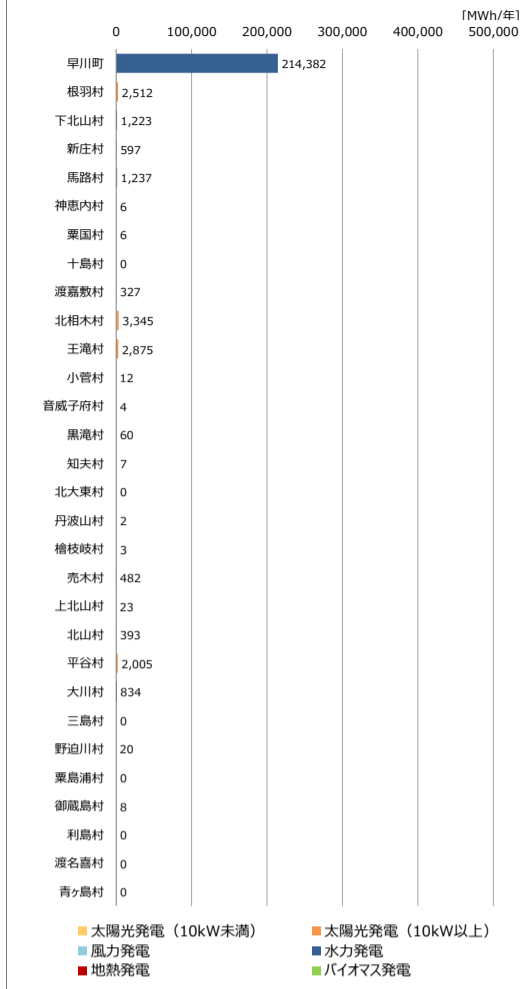 [MWh/年]
0 100,000 200,000 300,000 400,000 500,000
早川町 214,382
根羽村 2,512
下北山村 1,223
新庄村 597
馬路村 1,237
神恵内村 6
粟国村 6
十島村 0
渡嘉敷村 327
北相木村 3,345
王滝村 2,875
小菅村 12
音威子府村 4
黒滝村 60
知夫村 7
北大東村 0
丹波山村 2
檜枝岐村 3
売木村 482
上北山村 23
北山村 393
平谷村 2,005
大川村 834
三島村 0
野迫川村 20
粟島浦村 0
御蔵島村 8
利島村 0
渡名喜村 0
青ヶ島村 0
太陽光発電（10kW未満） 太陽光発電（10kW以上）
風力発電 水力発電
地熱発電 バイオマス発電